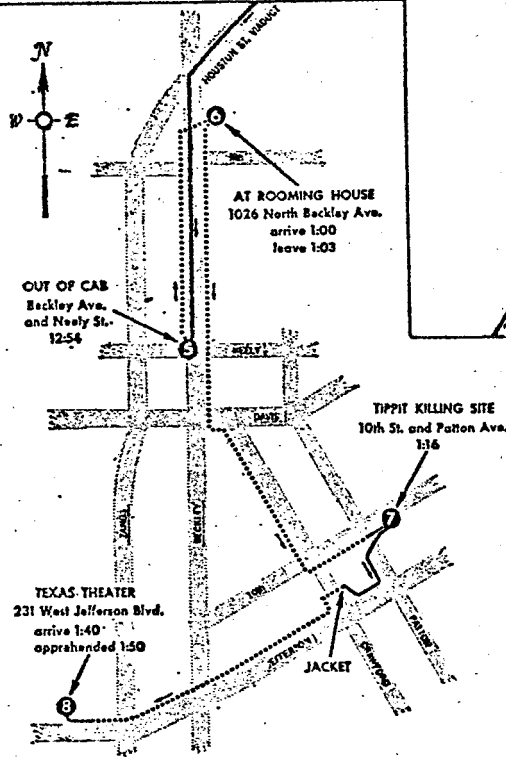 N
W E
HOUSTON ST. VIADUCT
6
AT ROOMING HOUSE
1026 North Beckley Ave.
arrive 1:00
leave 1:03
OUT OF CAB
Beckley Ave.
and Neely St.
12:54
5
NEELY
DAVIS
TIPPIT KILLING SITE
10th St. and Patton Ave.
1:16
7
ZANGS
BECKLEY
10TH
TEXAS THEATER
231 West Jefferson Blvd.
arrive 1:40
apprehended 1:50
JEFFERSON
JACKET
CRAWFORD
PATTON
8